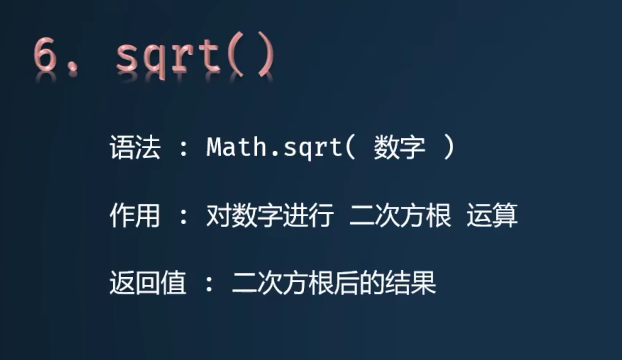 6. sqrt()
语法 : Math.sqrt( 数字 )
作用 : 对数字进行 二次方根 运算
返回值 : 二次方根后的结果